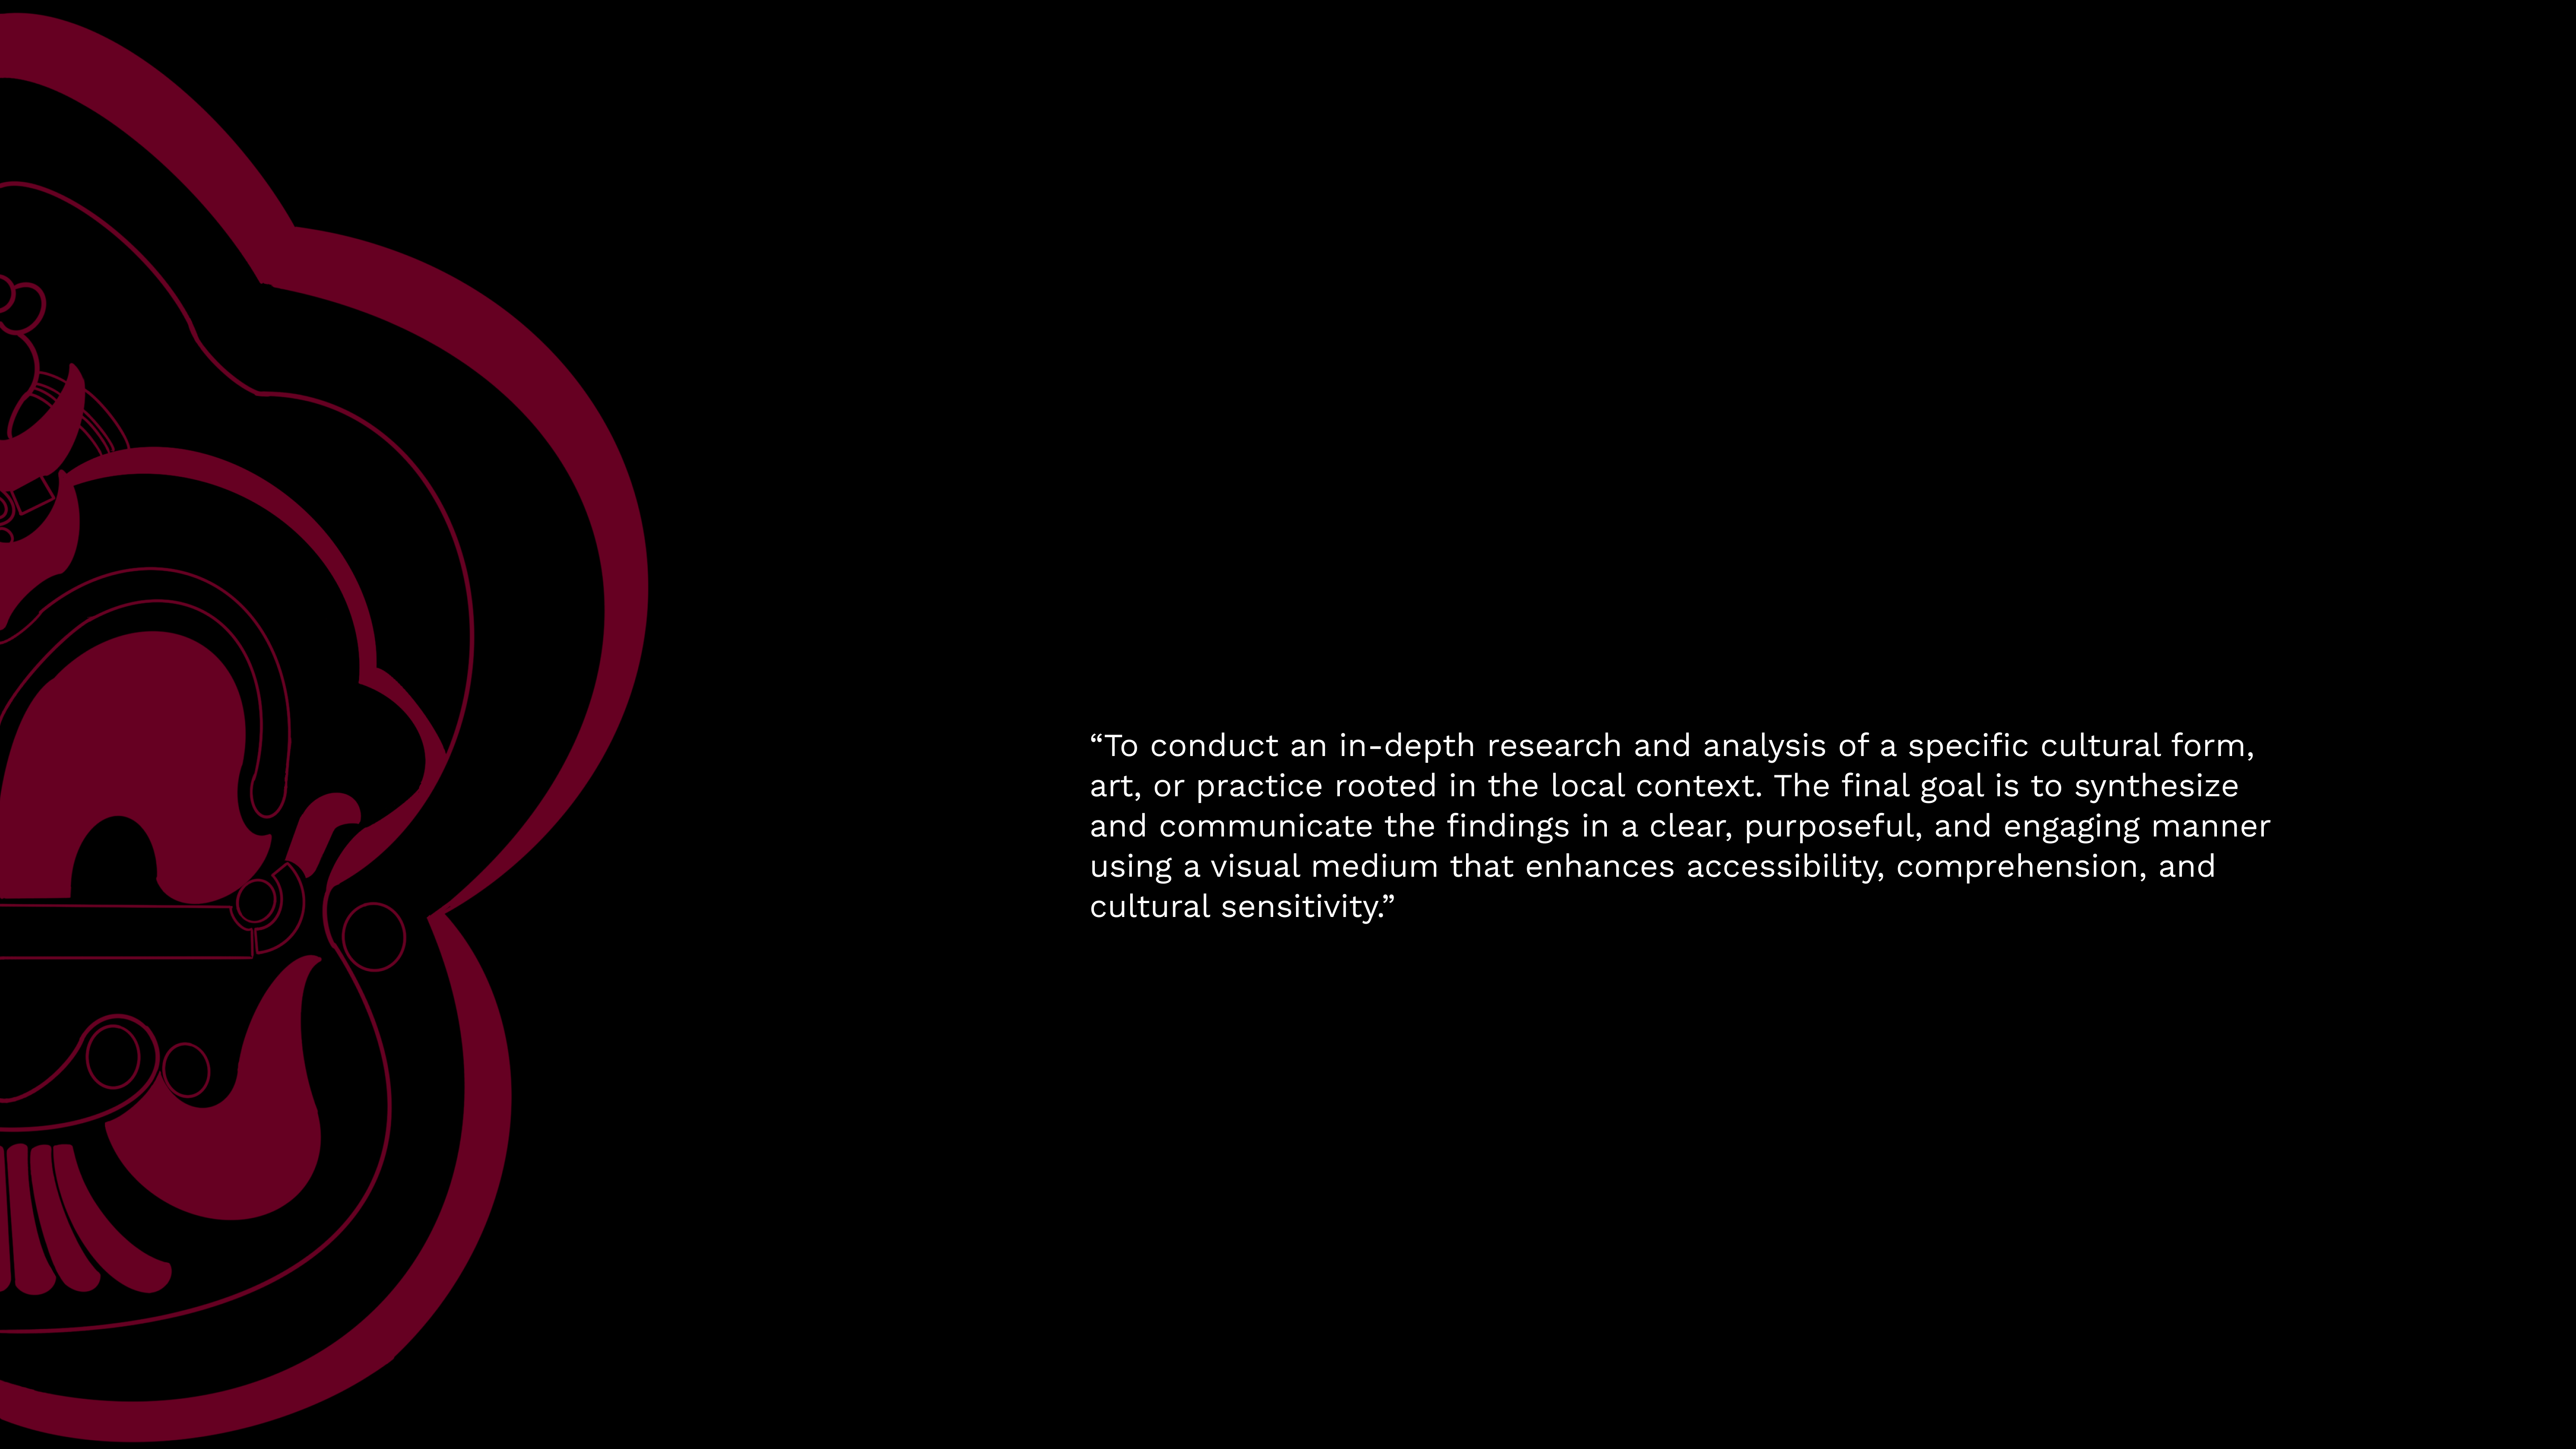 “To conduct an in-depth research and analysis of a specific cultural form,
art, or practice rooted in the local context. The final goal is to synthesize
and communicate the findings in a clear, purposeful, and engaging manner
using a visual medium that enhances accessibility, comprehension, and
cultural sensitivity.”